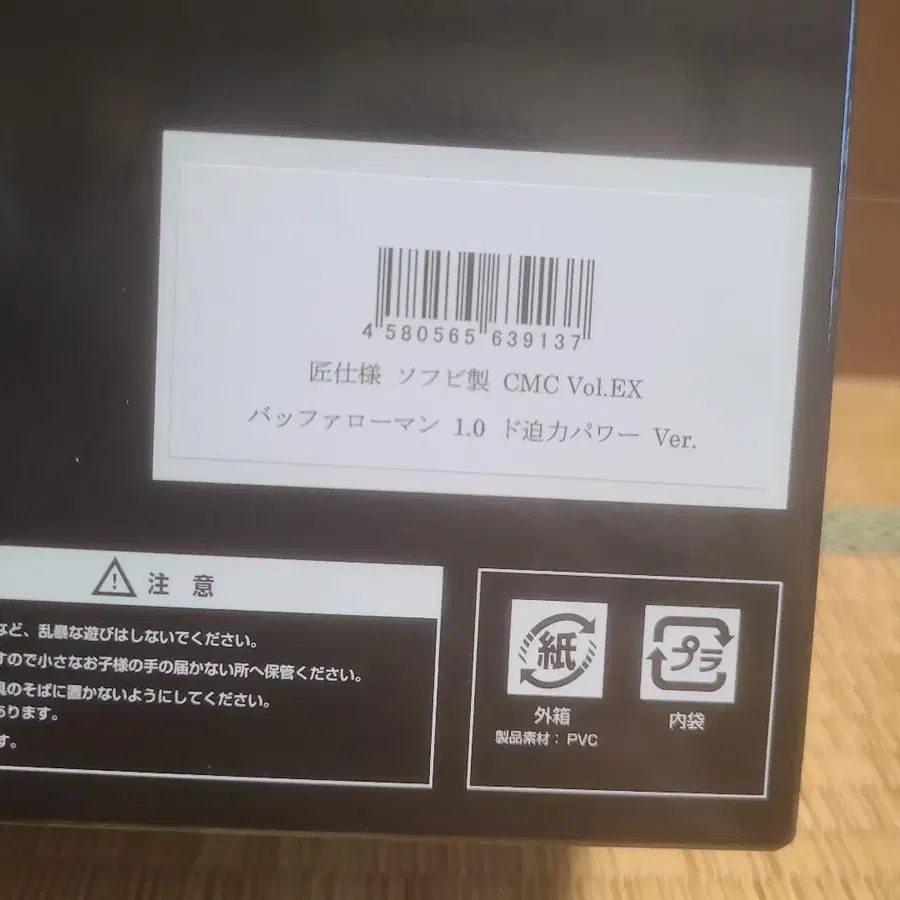 4 580565 639137
匠仕様 ソフビ製 CMC Vol.EX
バッファローマン 1.0 ド迫力パワー Ver.
注意
など、乱暴な遊びはしないでください。
すので小さなお子様の手の届かない所へ保管ください。
具のそばに置かないようにしてください。
あります。
す。
紙
プラ
外箱
内袋
製品素材：PVC